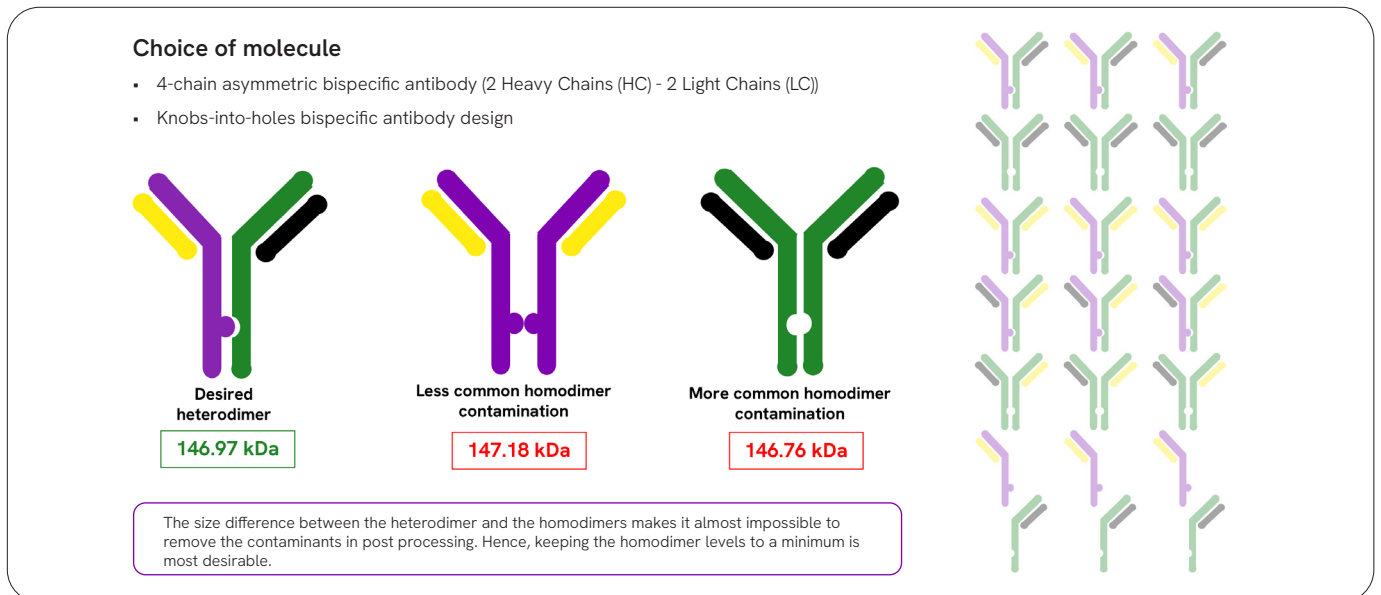 Choice of molecule
▪ 4-chain asymmetric bispecific antibody (2 Heavy Chains (HC) - 2 Light Chains (LC))
▪ Knobs-into-holes bispecific antibody design
Desired
heterodimer
146.97 kDa
Less common homodimer
contamination
147.18 kDa
More common homodimer
contamination
146.76 kDa
The size difference between the heterodimer and the homodimers makes it almost impossible to
remove the contaminants in post processing. Hence, keeping the homodimer levels to a minimum is
most desirable.